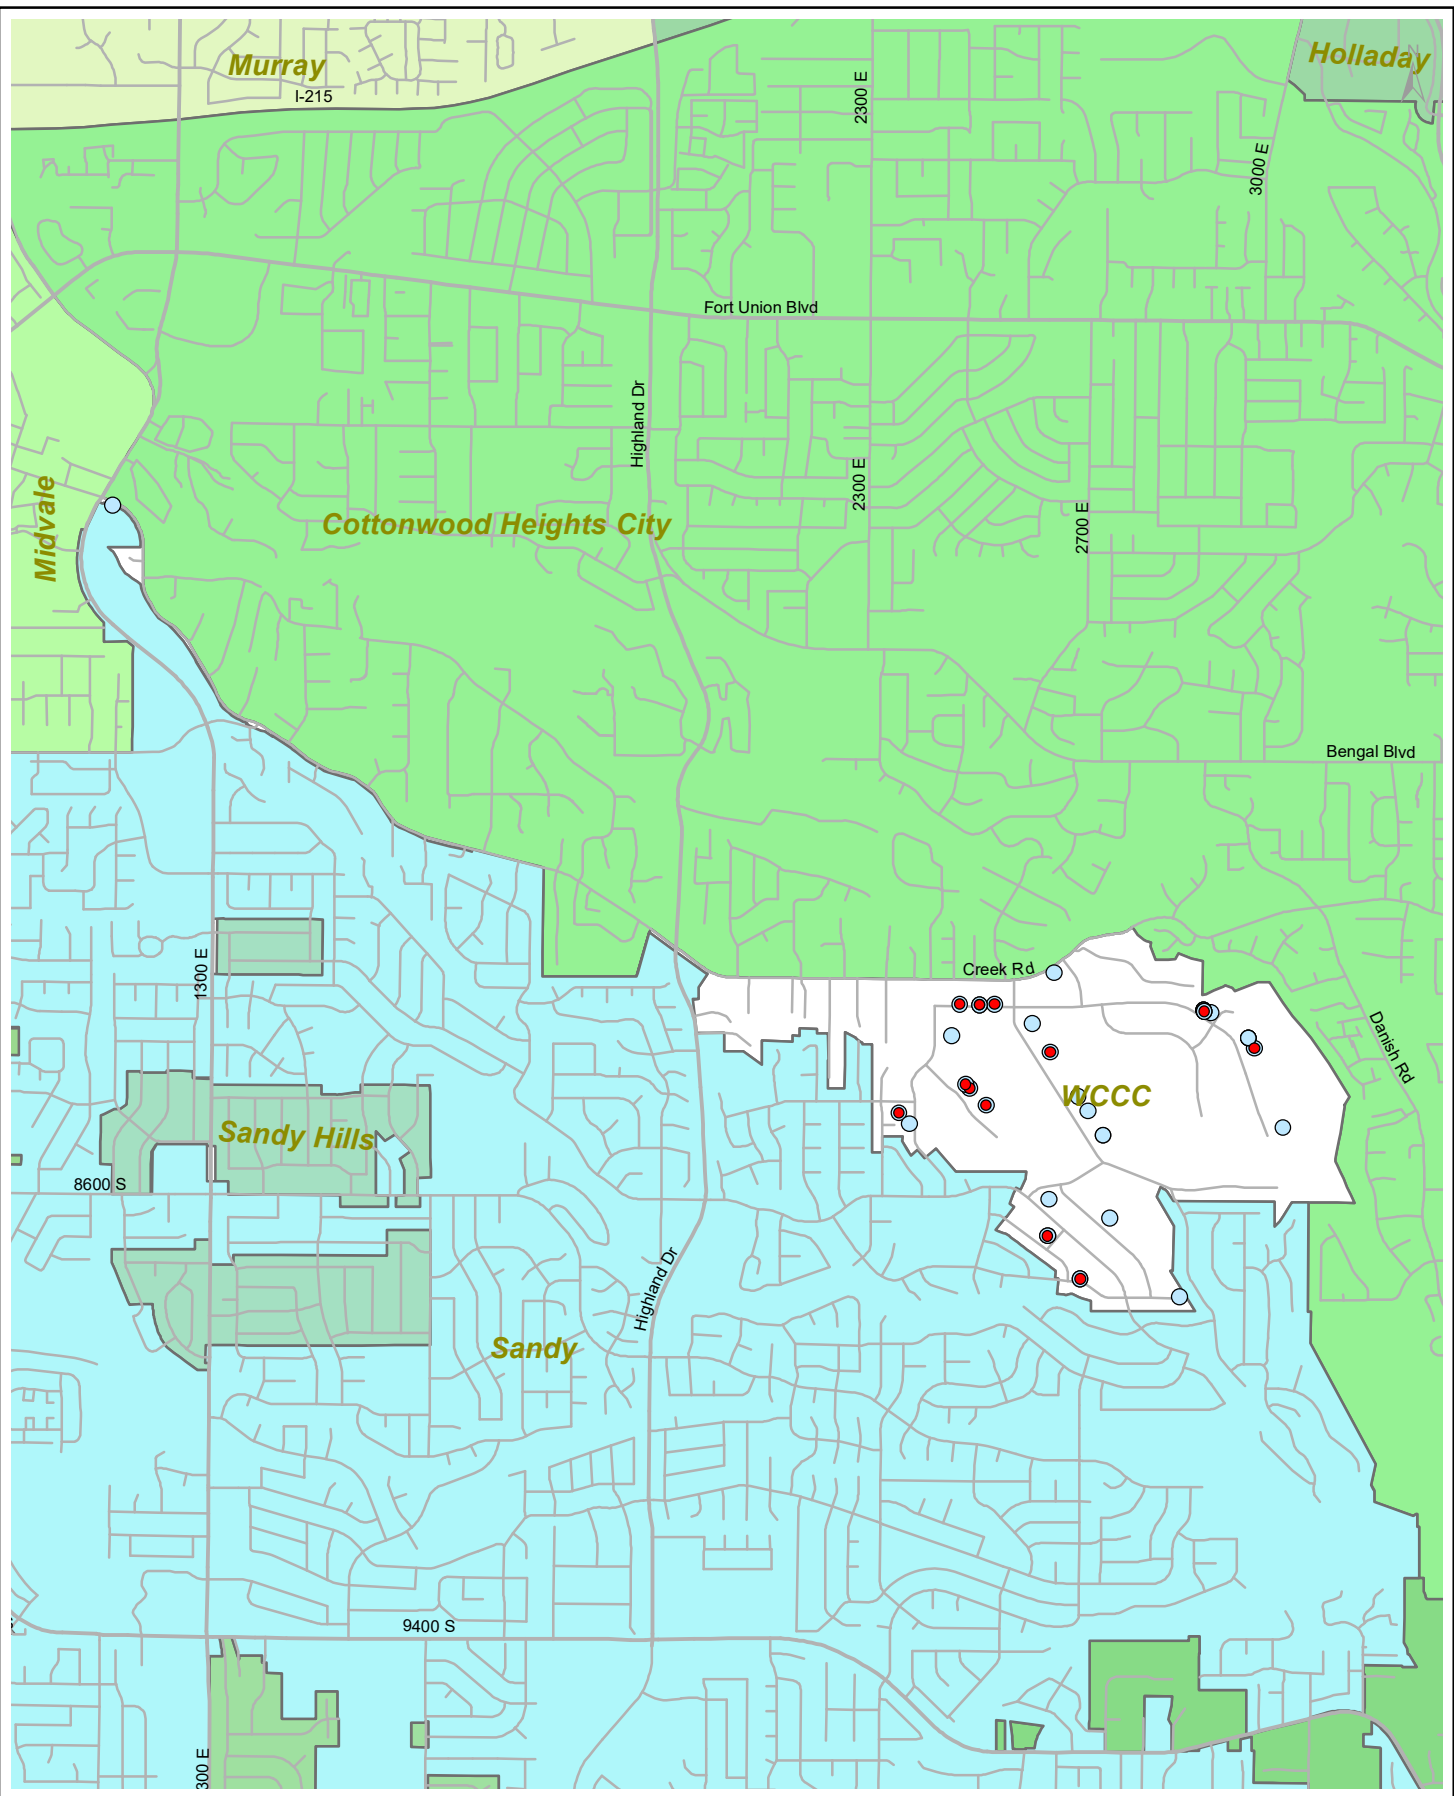 Murray
Holladay
I-215
2300 E
3000 E
Fort Union Blvd
Highland Dr
2300 E
Midvale
Cottonwood Heights City
2700 E
Bengal Blvd
1300 E
Creek Rd
Danish Rd
WCCC
Sandy Hills
8600 S
Highland Dr
Sandy
9400 S
300 E